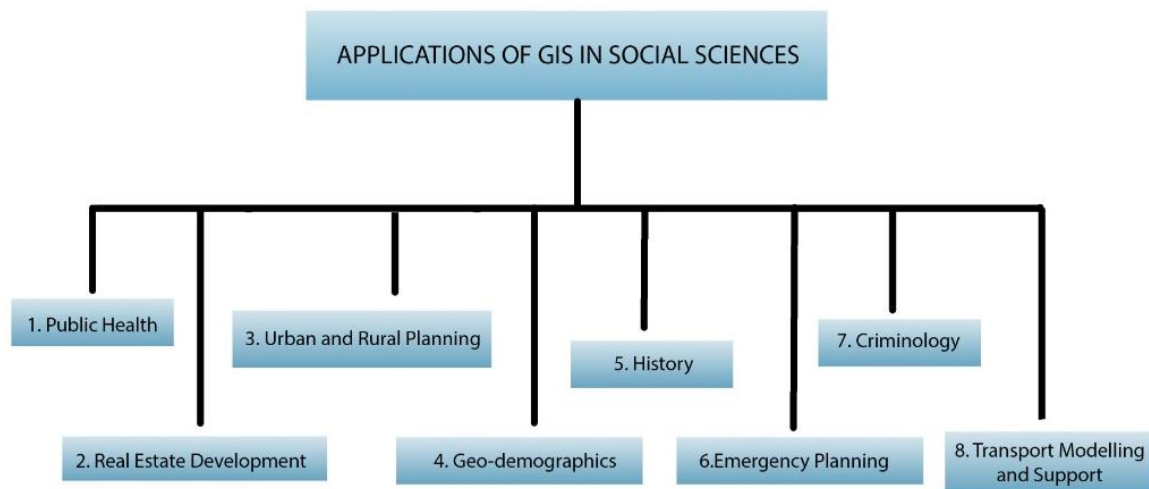 APPLICATIONS OF GIS IN SOCIAL SCIENCES
1. Public Health
2. Real Estate Development
3. Urban and Rural Planning
4. Geo-demographics
5. History
6.Emergency Planning
7. Criminology
8. Transport Modelling
and Support